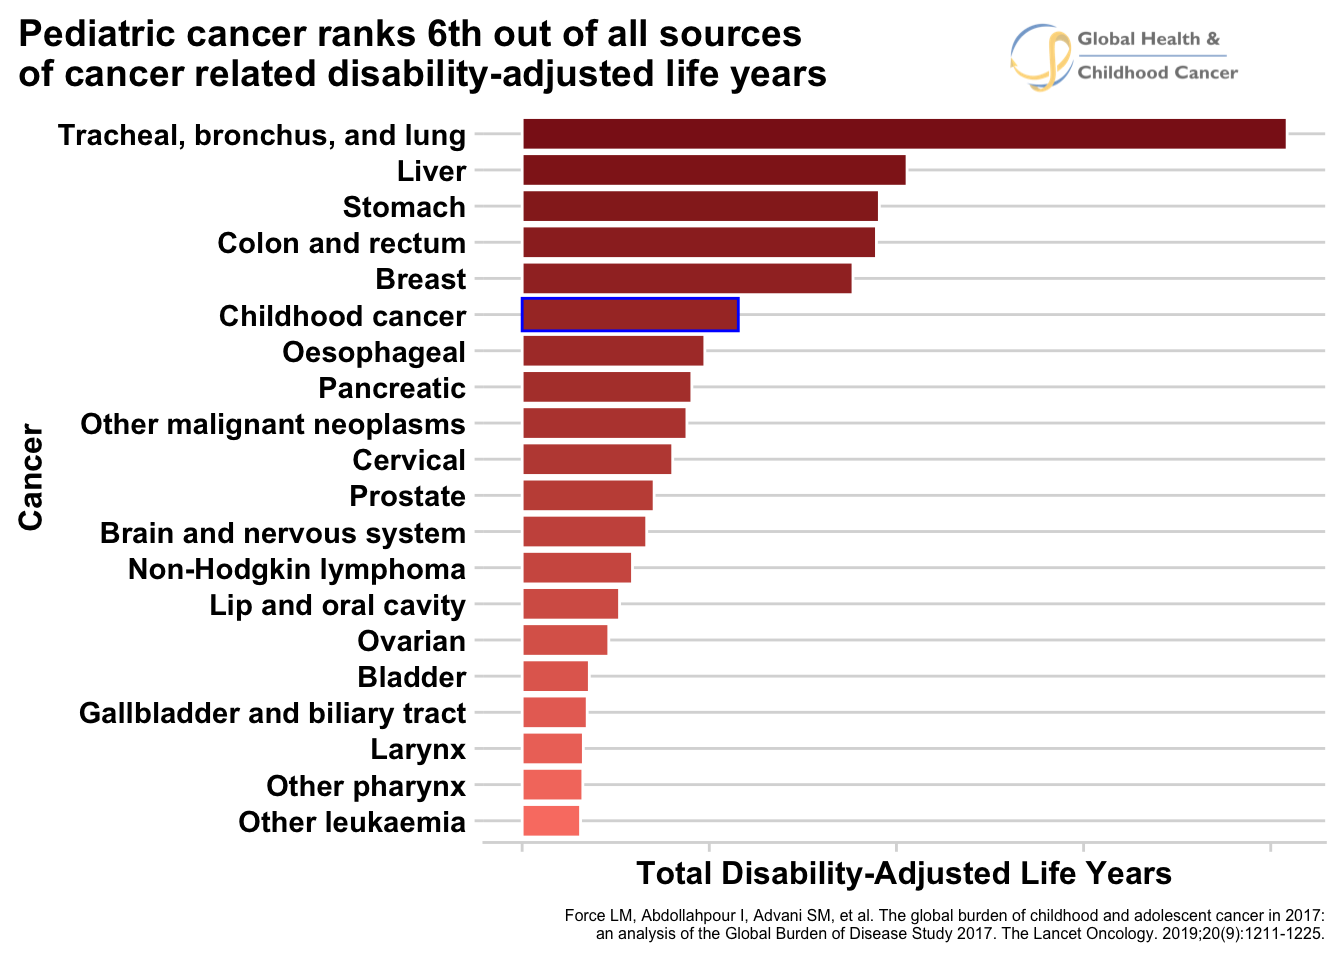 Pediatric cancer ranks 6th out of all sources
of cancer related disability-adjusted life years
Global Health &
Childhood Cancer
Tracheal, bronchus, and lung
Liver
Stomach
Colon and rectum
Breast
Childhood cancer
Oesophageal
Pancreatic
Other malignant neoplasms
Cervical
Prostate
Brain and nervous system
Non-Hodgkin lymphoma
Lip and oral cavity
Ovarian
Bladder
Gallbladder and biliary tract
Larynx
Other pharynx
Other leukaemia
Cancer
Total Disability-Adjusted Life Years
Force LM, Abdollahpour I, Advani SM, et al. The global burden of childhood and adolescent cancer in 2017:
an analysis of the Global Burden of Disease Study 2017. The Lancet Oncology. 2019;20(9):1211-1225.